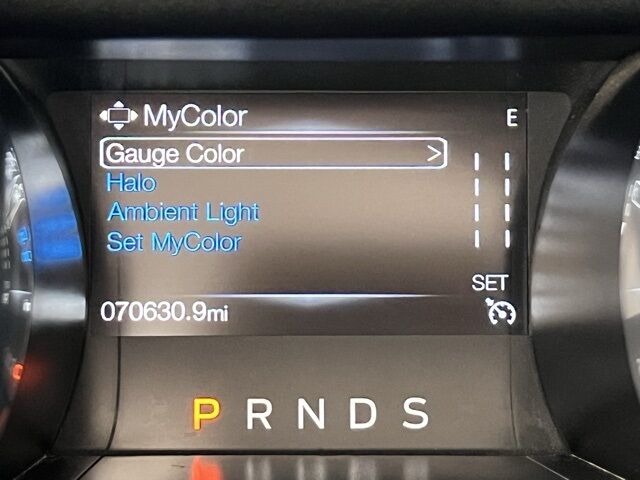 MyColor
E
Gauge Color >
Halo
Ambient Light
Set MyColor
SET
070630.9mi
P R N D S